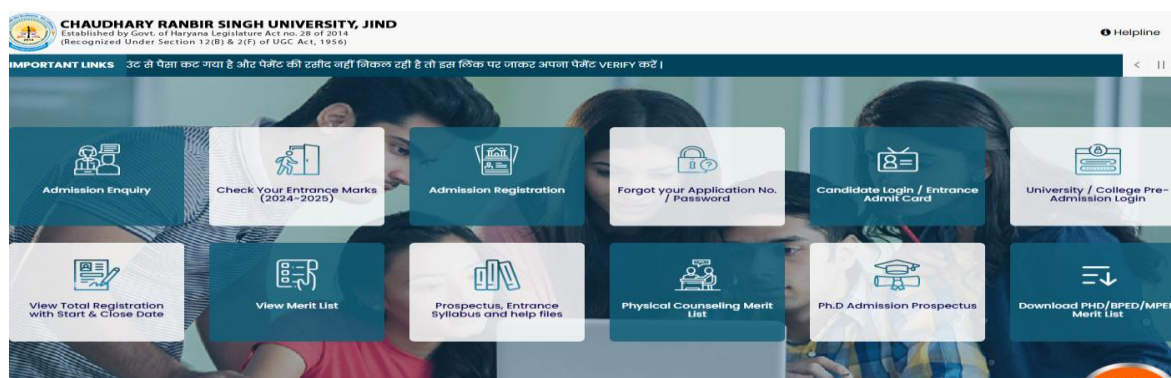 CHAUDHARY RANBIR SINGH UNIVERSITY, JIND
Established by Govt. of Haryana Legislature Act no. 28 of 2014
(Recognized Under Section 12(B) & 2(F) of UGC Act, 1956)
Helpline
IMPORTANT LINKS से पैसा कट गया है और पेमेंट की रसीद नहीं निकल रही है तो इस लिंक पर जाकर अपना पेमेंट VERIFY करें |
Admission Enquiry
Check Your Entrance Marks
(2024-2025)
Admission Registration
Forgot your Application No.
/ Password
Candidate Login / Entrance
Admit Card
University / College Pre-
Admission Login
View Total Registration
with Start & Close Date
View Merit List
Prospectus, Entrance
Syllabus and help files
Physical Counseling Merit
List
Ph.D Admission Prospectus
Download PHD/BPED/MPE
Merit List